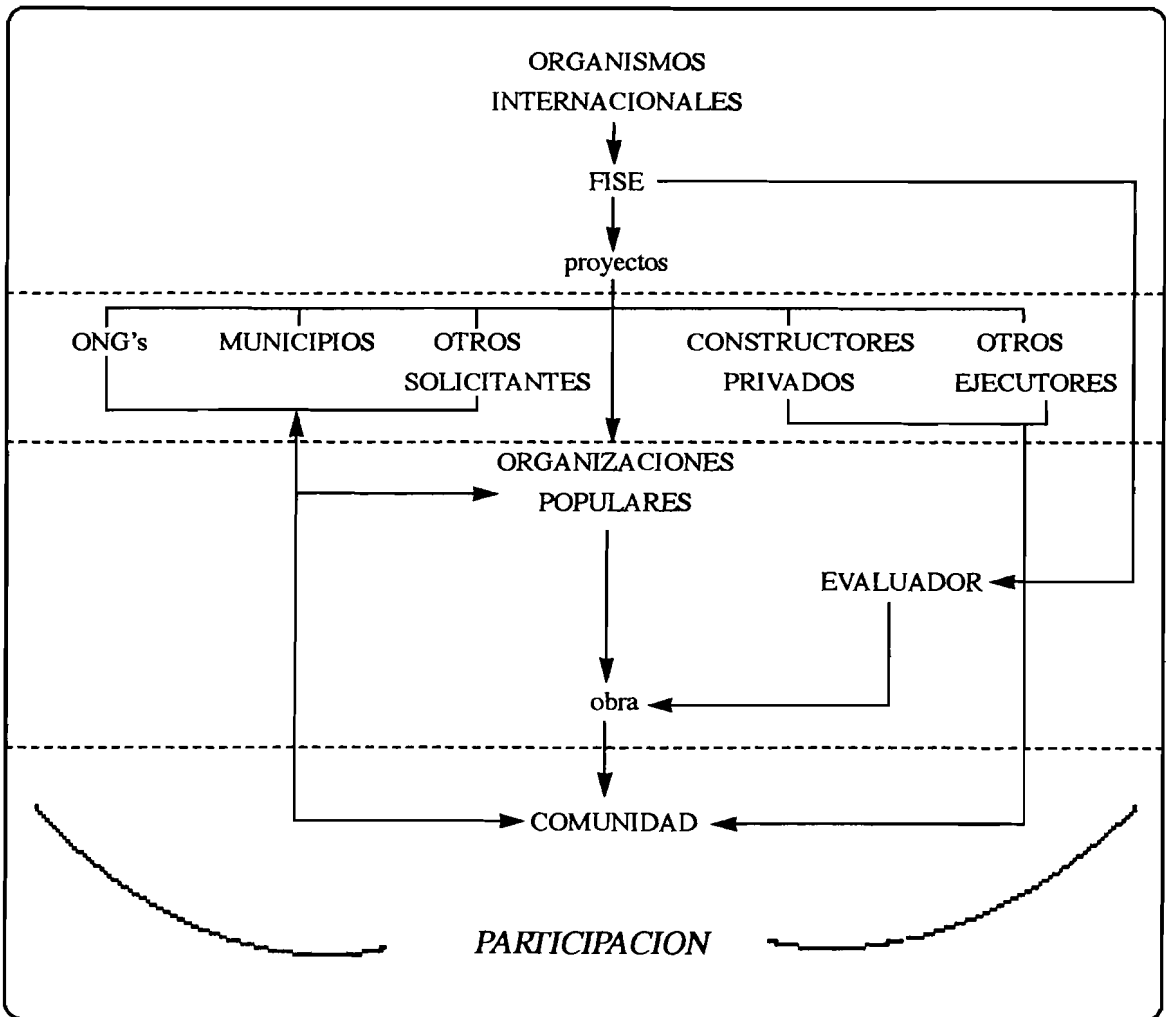 ORGANISMOS
INTERNACIONALES
FISE
proyectos
ONG's MUNICIPIOS OTROS CONSTRUCTORES OTROS
SOLICITANTES PRIVADOS EJECUTORES
ORGANIZACIONES
POPULARES
EVALUADOR
obra
COMUNIDAD
PARTICIPACION